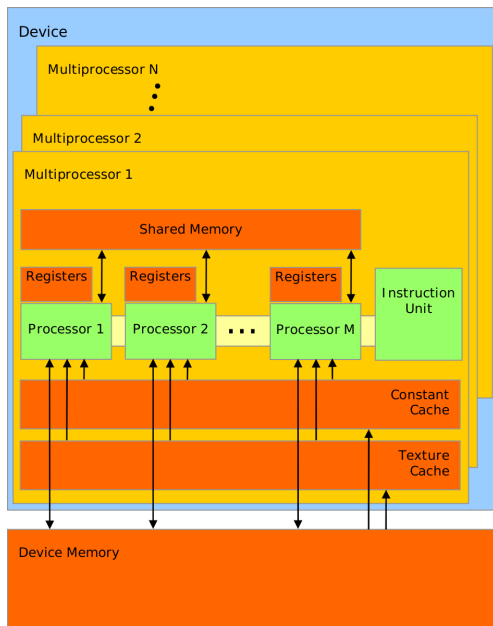 Device
Multiprocessor N
Multiprocessor 2
Multiprocessor 1
Shared Memory
Registers
Registers
Registers
Instruction
Unit
Processor 1
Processor 2
Processor M
Constant
Cache
Texture
Cache
Device Memory